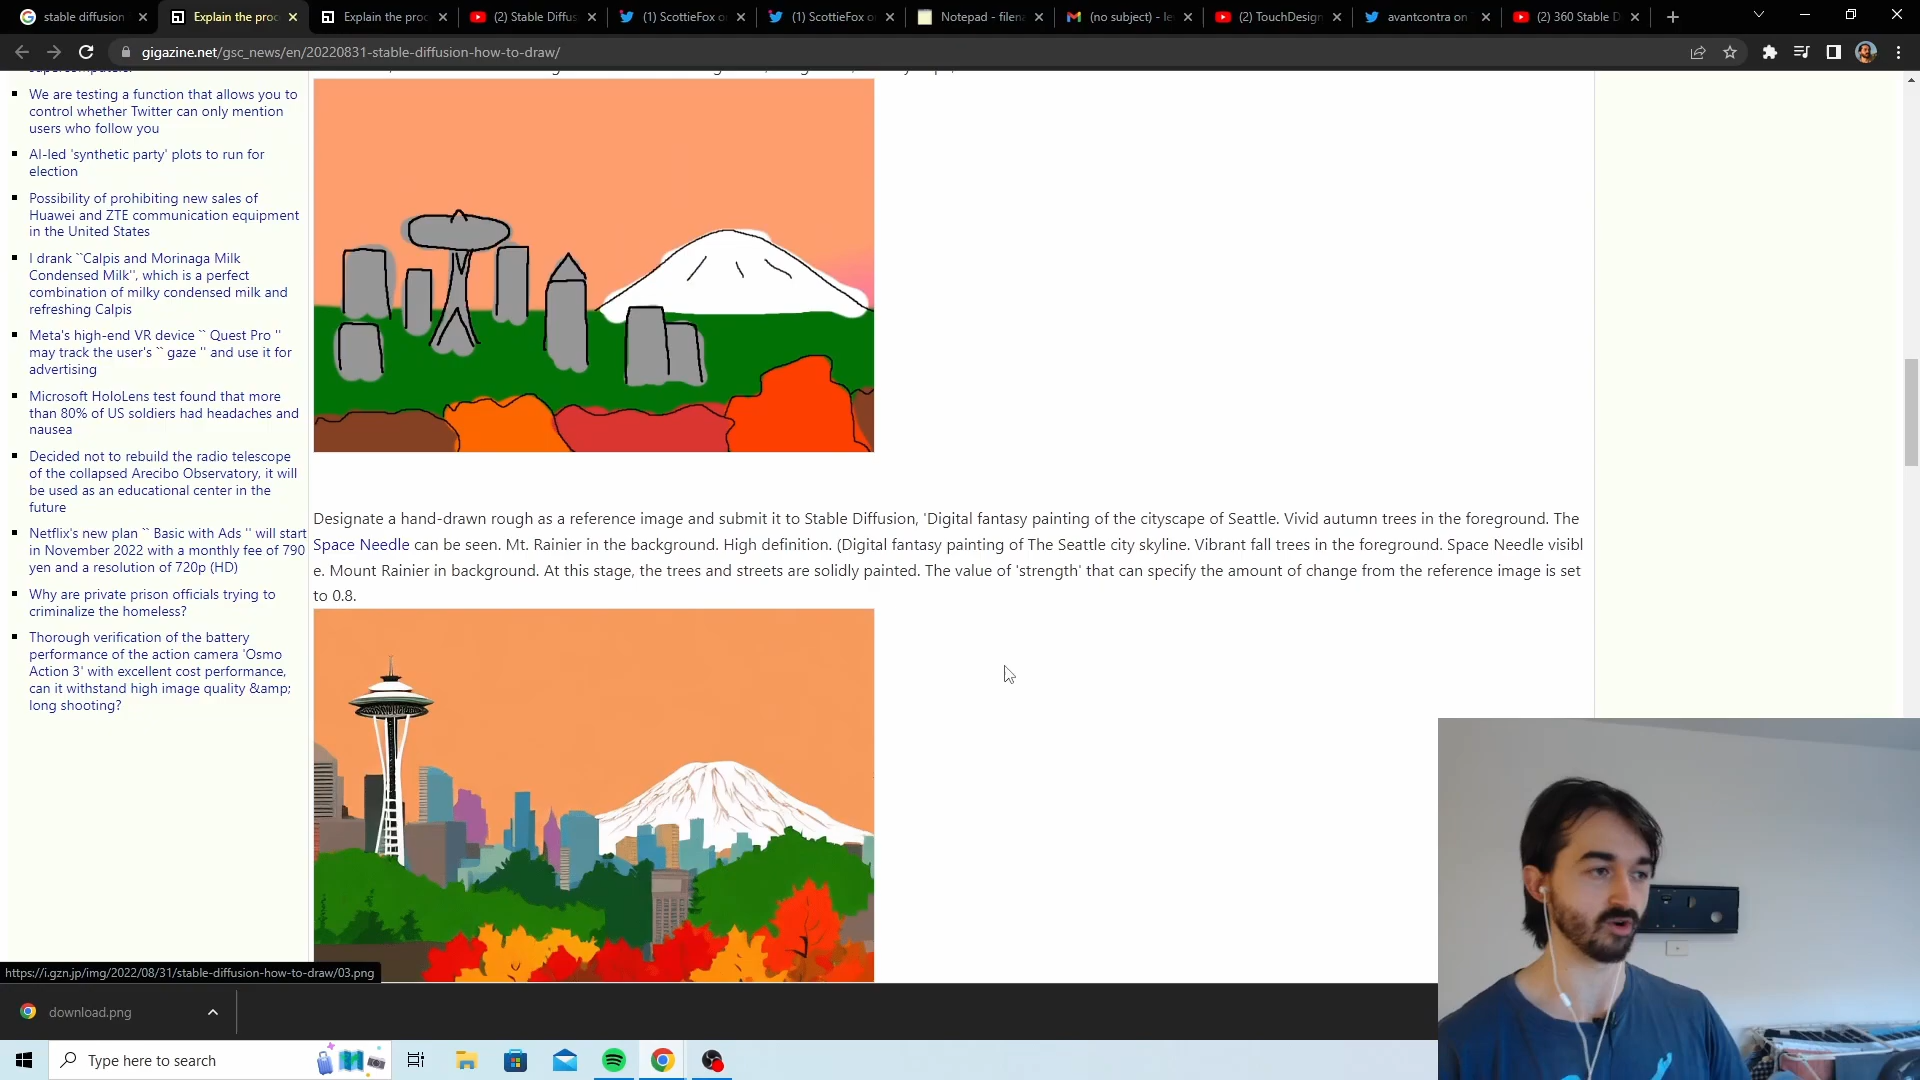 stable diffusion
Explain the proc
Explain the proc
(2) Stable Diffus
(1) ScottieFox o
(1) ScottieFox o
Notepad - filen
(no subject) - le
(2) TouchDesign
avantcontra on
(2) 360 Stable D
gigazine.net/gsc_news/en/20220831-stable-diffusion-how-to-draw/
We are testing a function that allows you to
control whether Twitter can only mention
users who follow you
AI-led 'synthetic party' plots to run for
election
Possibility of prohibiting new sales of
Huawei and ZTE communication equipment
in the United States
I drank ``Calpis and Morinaga Milk
Condensed Milk'', which is a perfect
combination of milky condensed milk and
refreshing Calpis
Meta's high-end VR device `` Quest Pro ''
may track the user's `` gaze '' and use it for
advertising
Microsoft HoloLens test found that more
than 80% of US soldiers had headaches and
nausea
Decided not to rebuild the radio telescope
of the collapsed Arecibo Observatory, it will
be used as an educational center in the
future
Netflix's new plan `` Basic with Ads '' will start
in November 2022 with a monthly fee of 790
yen and a resolution of 720p (HD)
Why are private prison officials trying to
criminalize the homeless?
Thorough verification of the battery
performance of the action camera 'Osmo
Action 3' with excellent cost performance,
can it withstand high image quality &amp;
long shooting?
Designate a hand-drawn rough as a reference image and submit it to Stable Diffusion, 'Digital fantasy painting of the cityscape of Seattle. Vivid autumn trees in the foreground. The
Space Needle can be seen. Mt. Rainier in the background. High definition. (Digital fantasy painting of The Seattle city skyline. Vibrant fall trees in the foreground. Space Needle visibl
e. Mount Rainier in background. At this stage, the trees and streets are solidly painted. The value of 'strength' that can specify the amount of change from the reference image is set
to 0.8.
https://i.gzn.jp/img/2022/08/31/stable-diffusion-how-to-draw/03.png
download.png
Type here to search